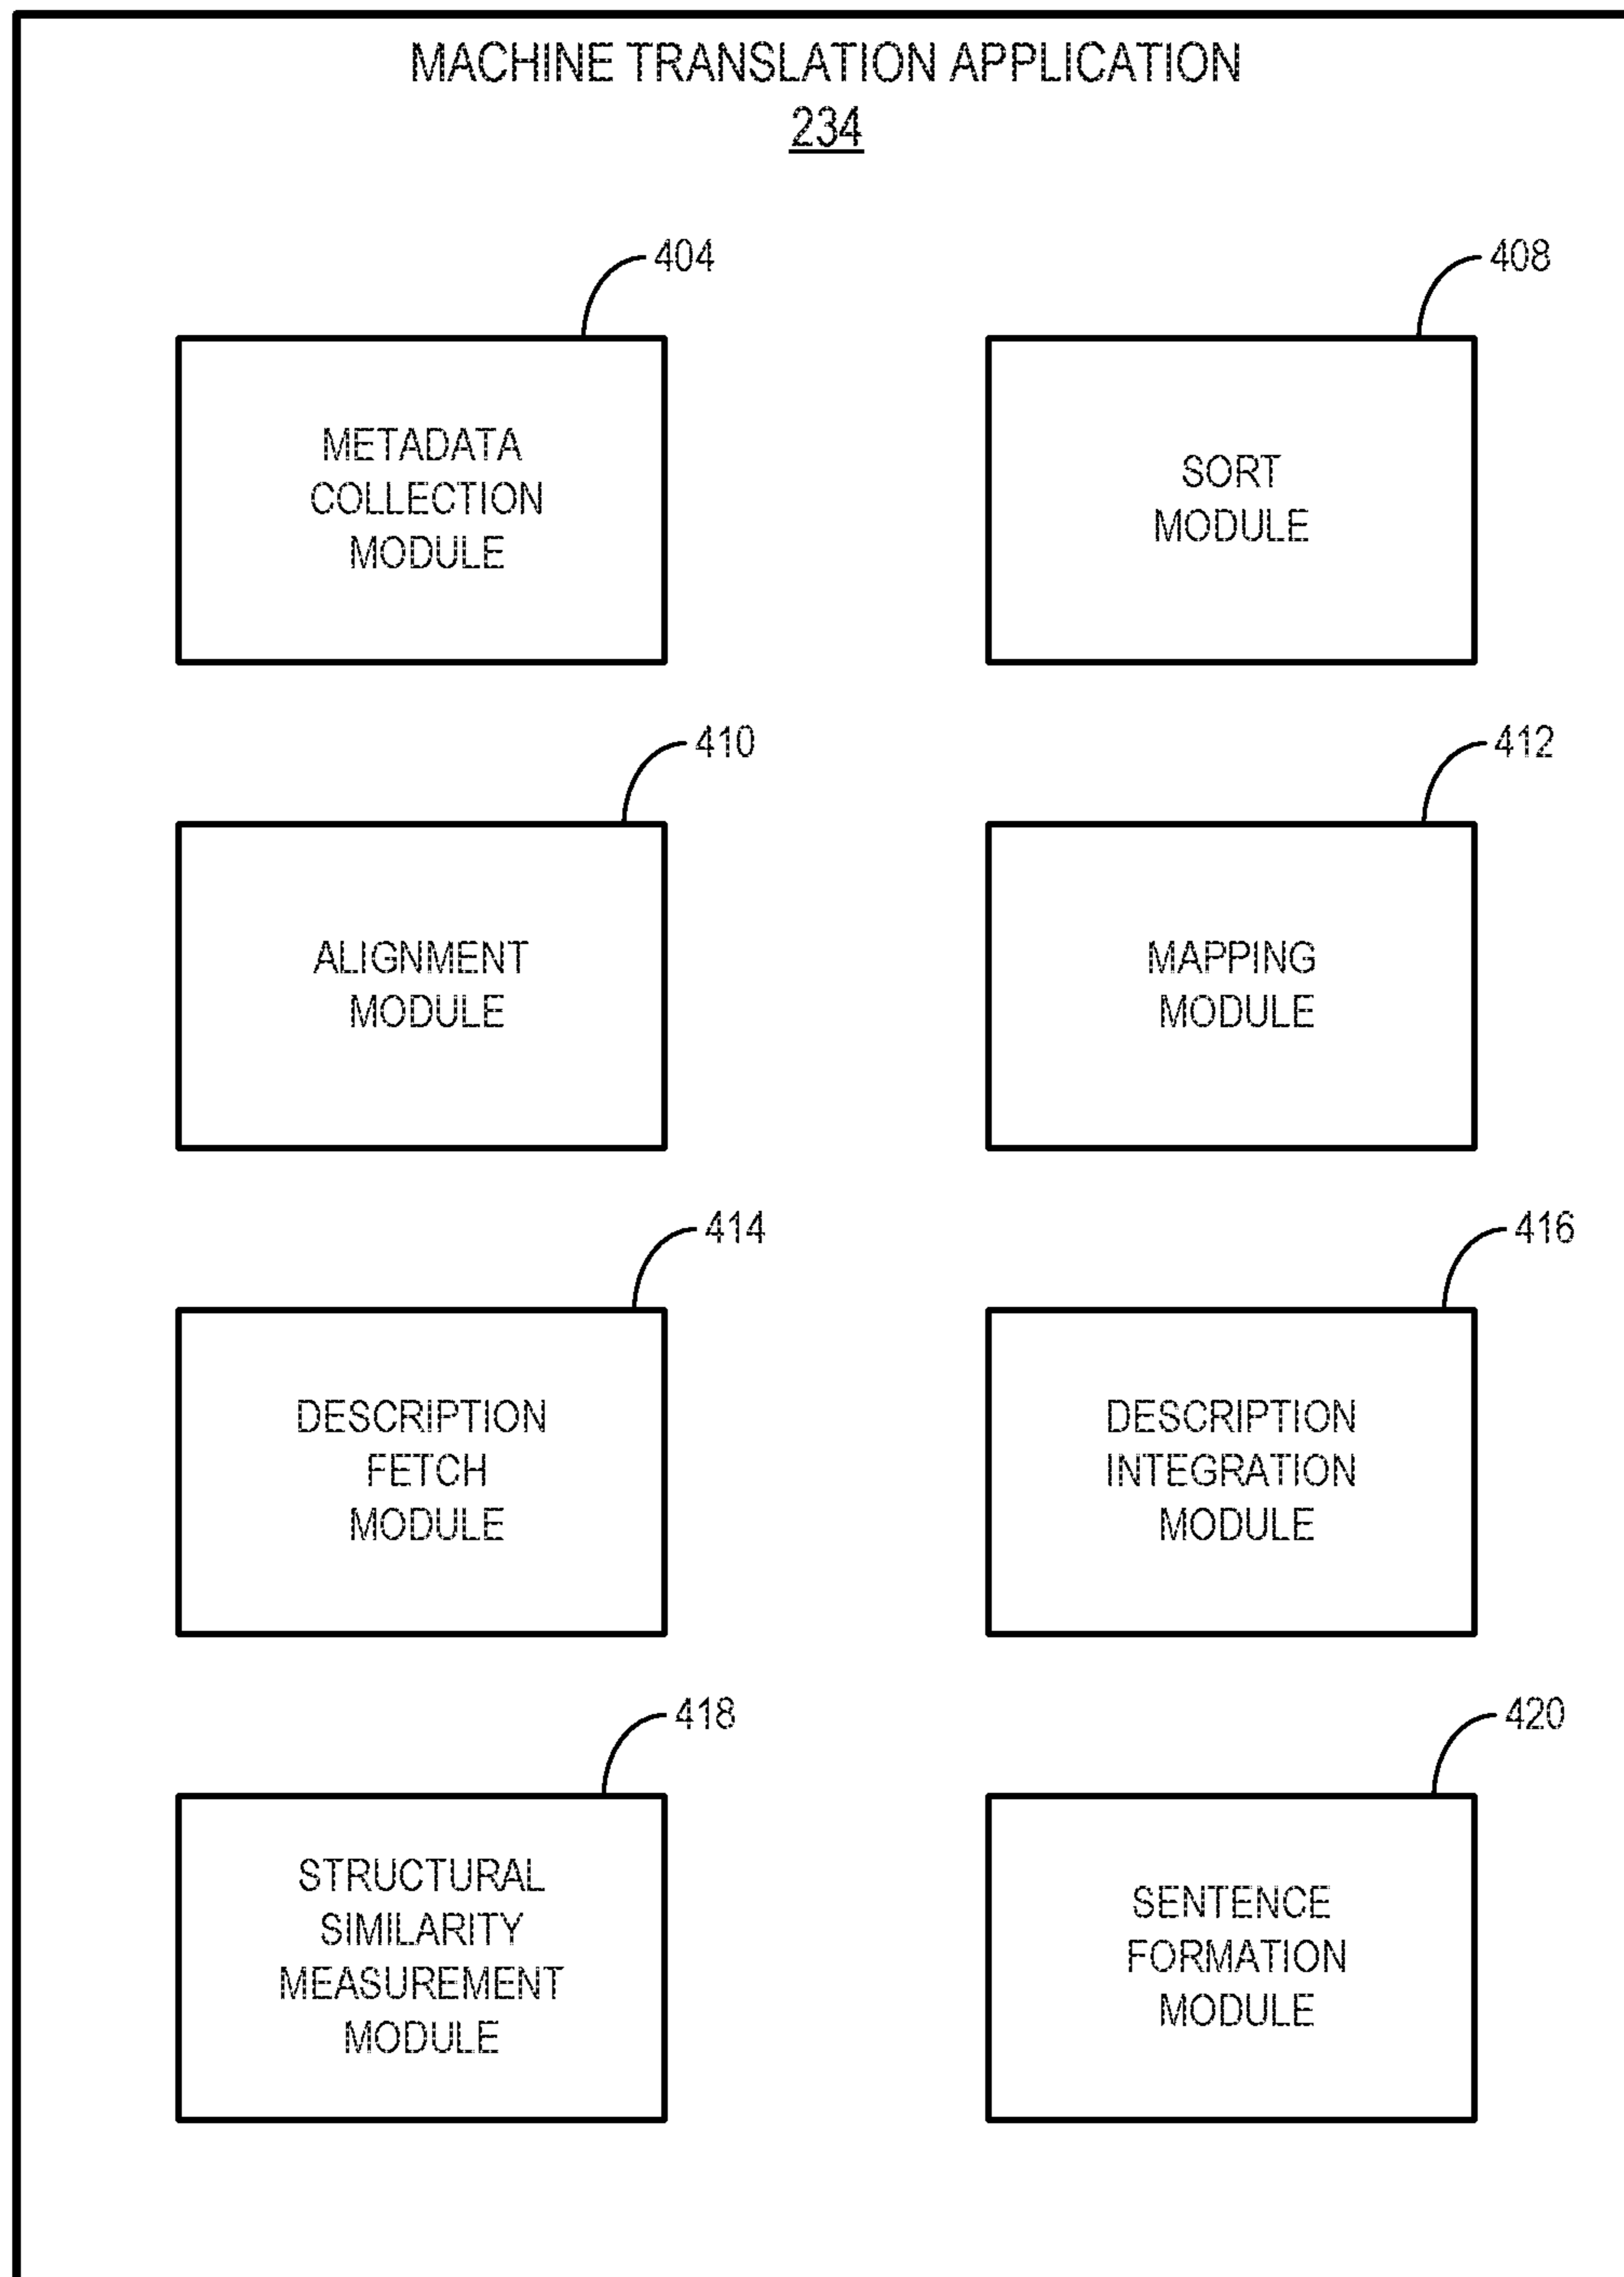 MACHINE TRANSLATION APPLICATION
234
404
METADATA
COLLECTION
MODULE
408
SORT
MODULE
410
ALIGNMENT
MODULE
412
MAPPING
MODULE
414
DESCRIPTION
FETCH
MODULE
416
DESCRIPTION
INTEGRATION
MODULE
418
STRUCTURAL
SIMILARITY
MEASUREMENT
MODULE
420
SENTENCE
FORMATION
MODULE